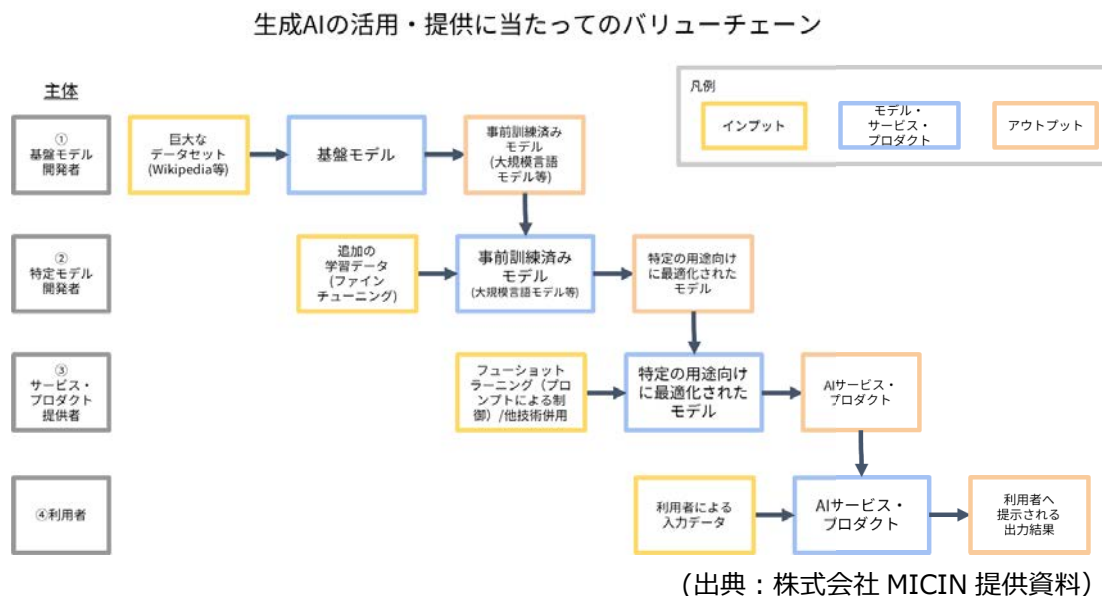 生成AIの活用・提供に当たってのバリューチェーン
凡例
インプット
モデル・
サービス・
プロダクト
アウトプット
主体
①
基盤モデル
開発者
巨大な
データセット
(Wikipedia等)
基盤モデル
事前訓練済み
モデル
(大規模言語
モデル等)
②
特定モデル
開発者
追加の
学習データ
(ファイン
チューニング)
事前訓練済み
モデル
(大規模言語モデル等)
特定の用途向け
に最適化された
モデル
③
サービス・
プロダクト
提供者
フューショット
ラーニング（プロ
ンプトによる制
御）/他技術併用
特定の用途向け
に最適化された
モデル
AIサービス・
プロダクト
④利用者
利用者による
入力データ
AIサービス・
プロダクト
利用者へ
提示される
出力結果
（出典：株式会社 MICIN 提供資料）